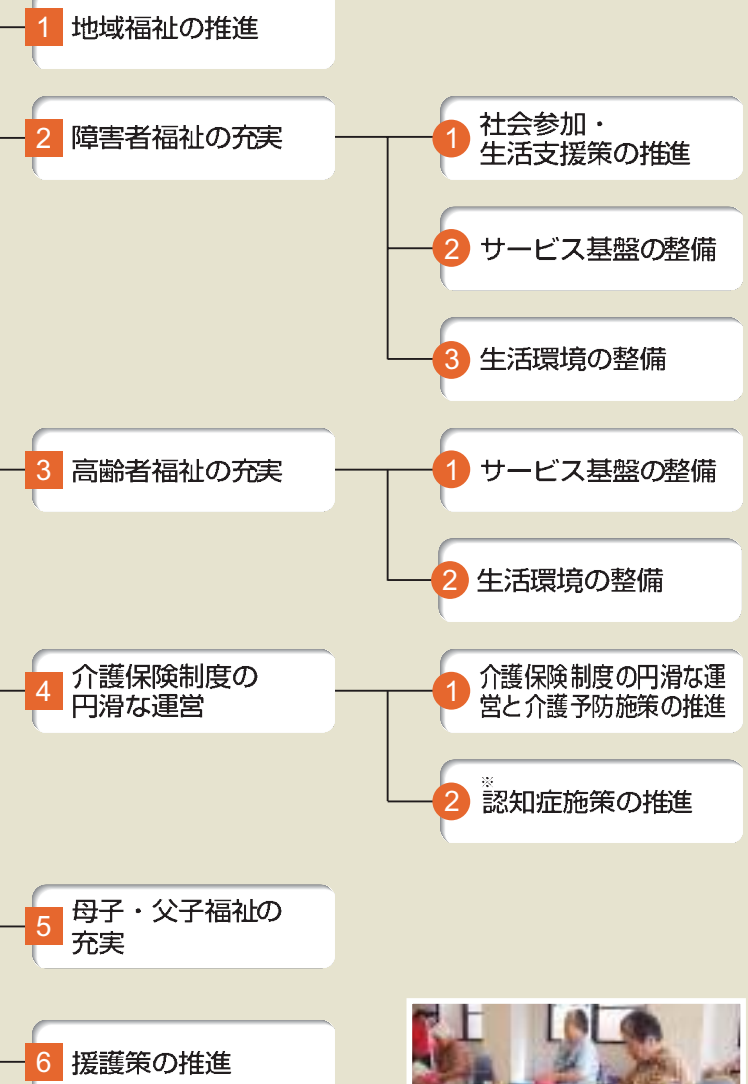 1 地域福祉の推進
2 障害者福祉の充実
1 社会参加・
生活支援策の推進
2 サービス基盤の整備
3 生活環境の整備
3 高齢者福祉の充実
1 サービス基盤の整備
2 生活環境の整備
4 介護保険制度の
円滑な運営
1 介護保険制度の円滑な運
営と介護予防施策の推進
※
2 認知症施策の推進
5 母子・父子福祉の
充実
6 援護策の推進